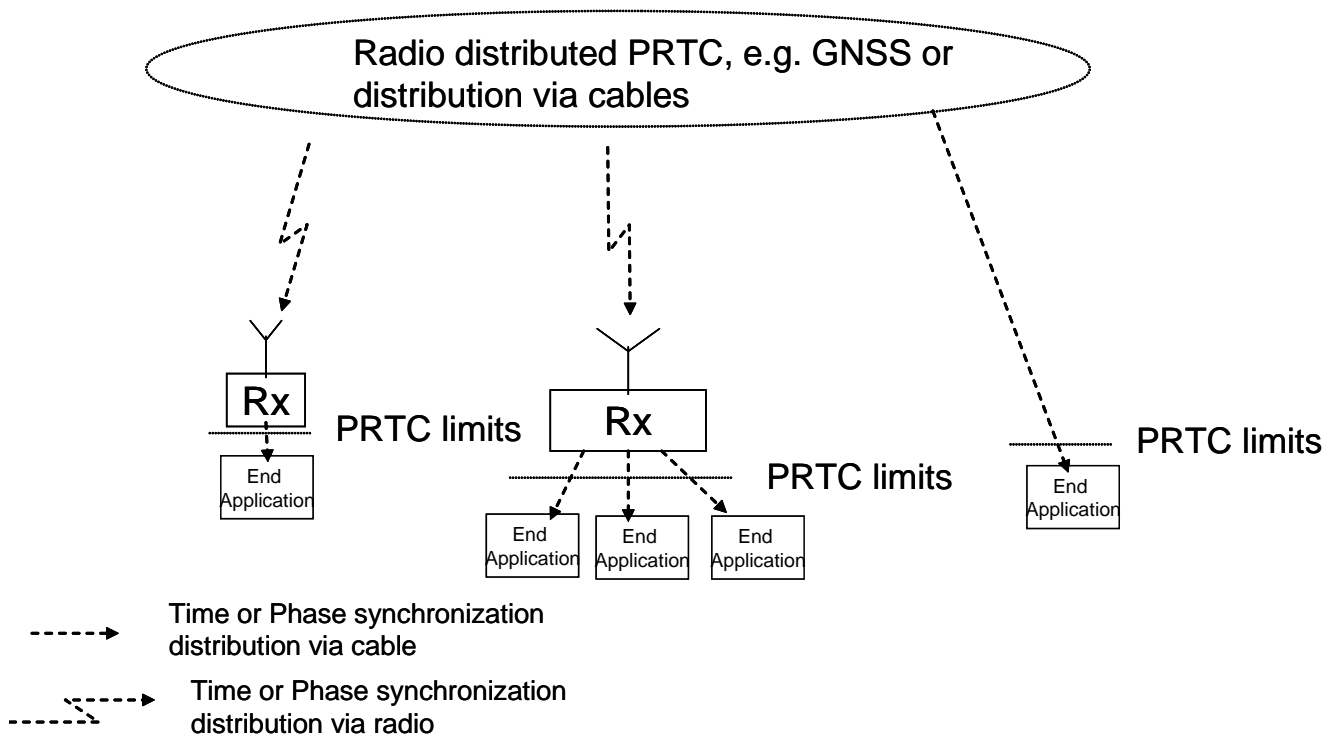 Radio distributed PRTC, e.g. GNSS or
distribution via cables
Rx
PRTC limits
End
Application
Rx
PRTC limits
End
Application
End
Application
End
Application
PRTC limits
End
Application
Time or Phase synchronization
distribution via cable
Time or Phase synchronization
distribution via radio